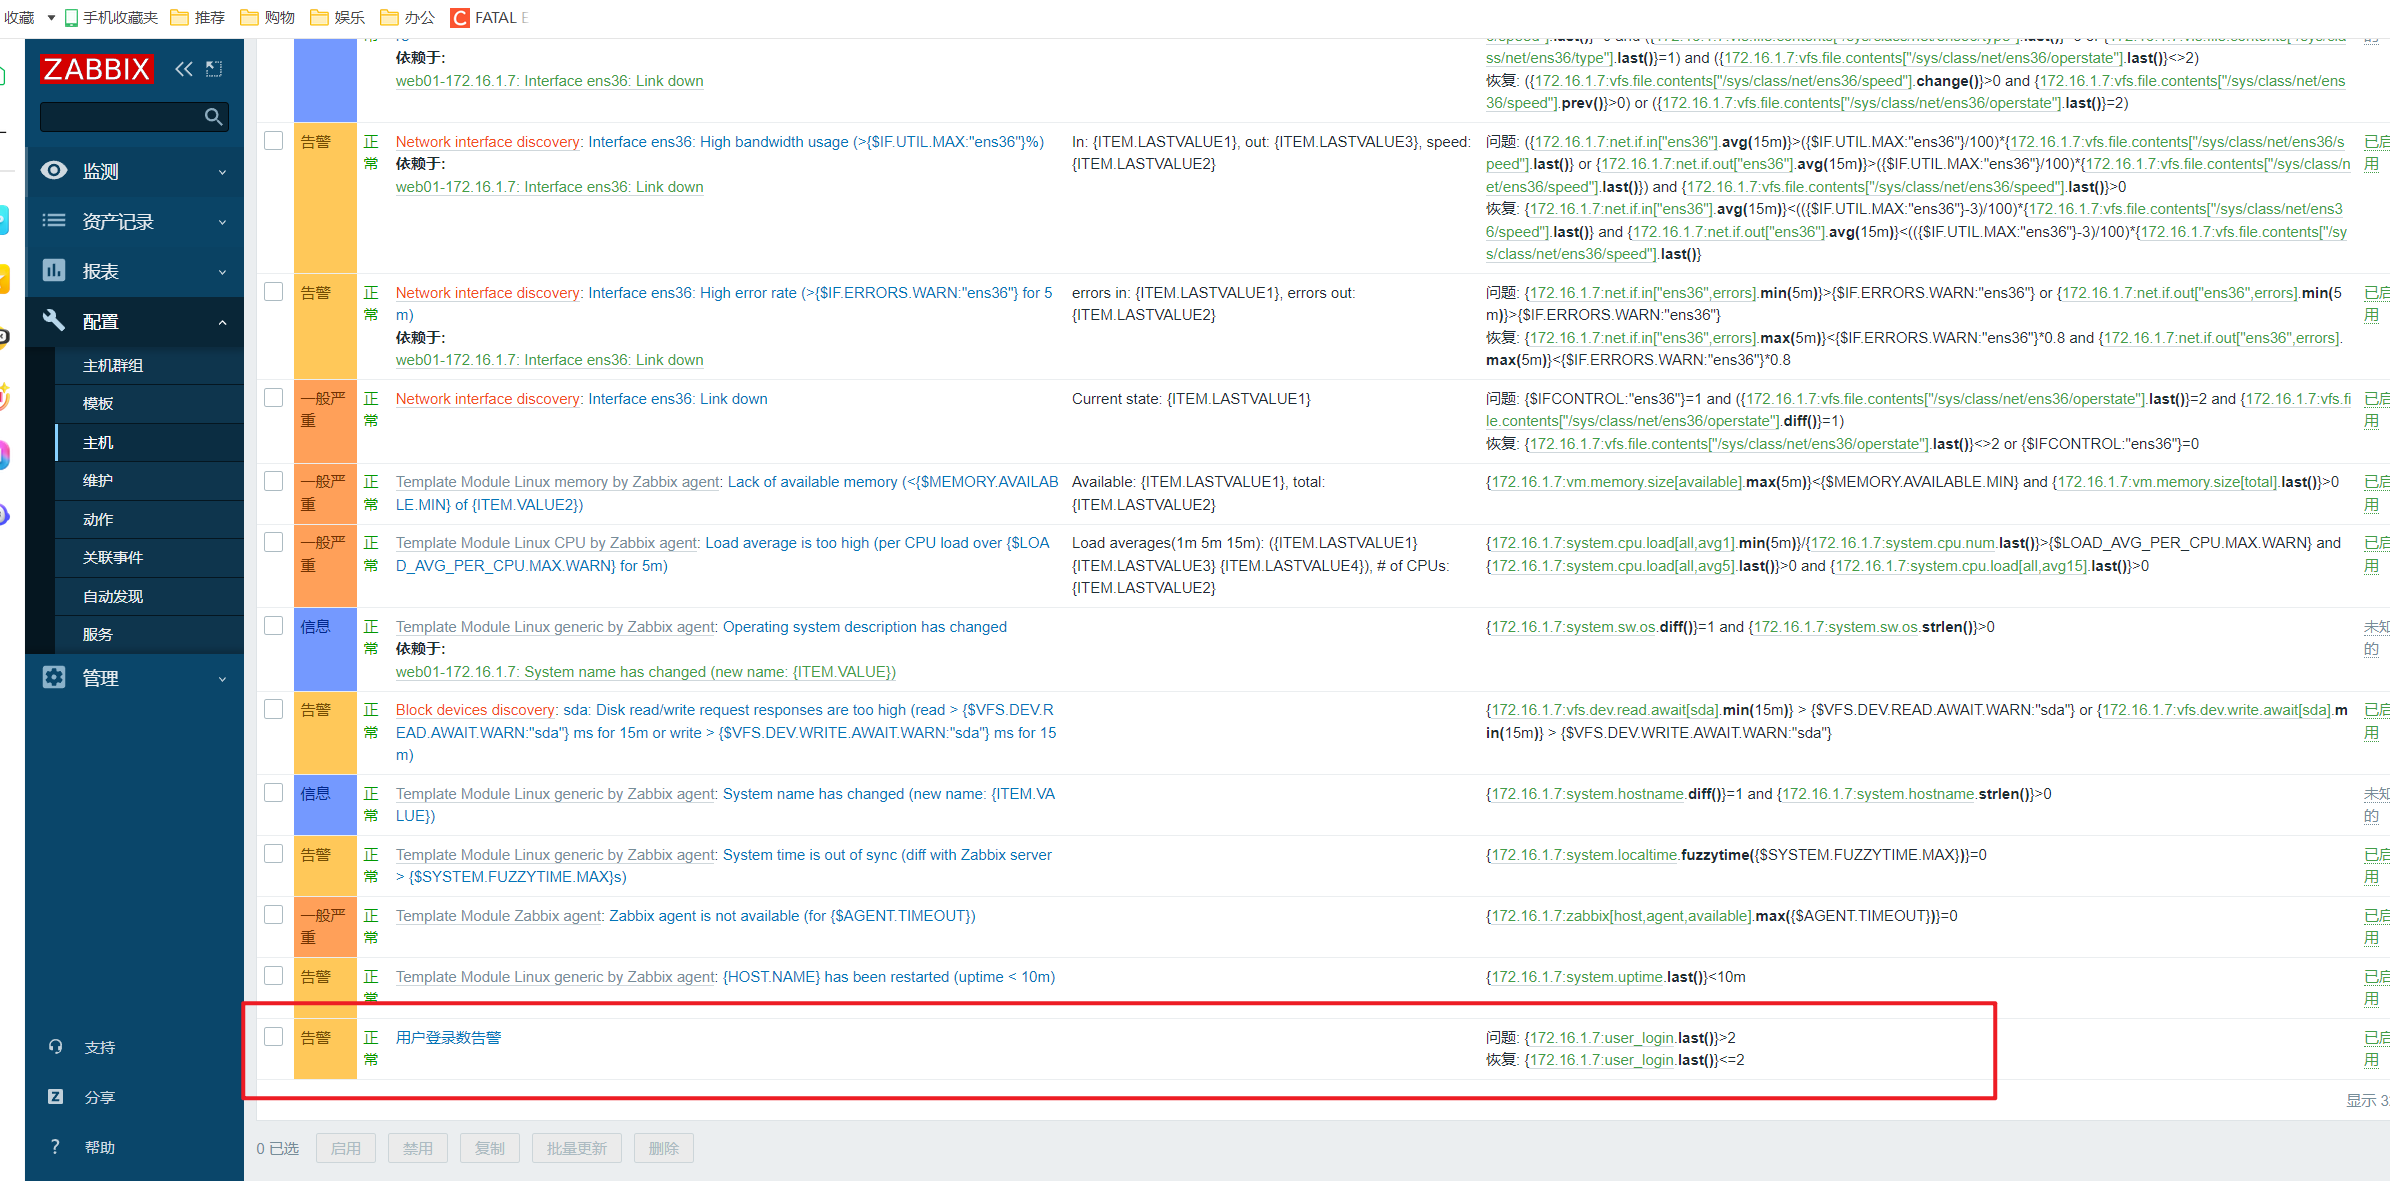 收藏 手机收藏夹 推荐 购物 娱乐 办公 FATAL E
ZABBIX
监测
资产记录
报表
配置
主机群组
模板
主机
维护
动作
关联事件
自动发现
服务
管理
支持
分享
帮助
依赖于:
web01-172.16.1.7: Interface ens36: Link down
ss/net/ens36/type"].last()}=1) and ({172.16.1.7:vfs.file.contents["/sys/class/net/ens36/operstate"].last()}<>2)
恢复: ({172.16.1.7:vfs.file.contents["/sys/class/net/ens36/speed"].change()}>0 and {172.16.1.7:vfs.file.contents["/sys/class/net/ens
36/speed"].prev()}>0) or ({172.16.1.7:vfs.file.contents["/sys/class/net/ens36/operstate"].last()}=2)
告警
正
常
Network interface discovery: Interface ens36: High bandwidth usage (>{$IF.UTIL.MAX:"ens36"}%)
依赖于:
web01-172.16.1.7: Interface ens36: Link down
In: {ITEM.LASTVALUE1}, out: {ITEM.LASTVALUE3}, speed:
{ITEM.LASTVALUE2}
问题: ({172.16.1.7:net.if.in["ens36"].avg(15m)}>({$IF.UTIL.MAX:"ens36"}/100)*{172.16.1.7:vfs.file.contents["/sys/class/net/ens36/s
peed"].last()} or {172.16.1.7:net.if.out["ens36"].avg(15m)}>({$IF.UTIL.MAX:"ens36"}/100)*{172.16.1.7:vfs.file.contents["/sys/class/n
et/ens36/speed"].last()}) and {172.16.1.7:vfs.file.contents["/sys/class/net/ens36/speed"].last()}>0
恢复: {172.16.1.7:net.if.in["ens36"].avg(15m)}<(({$IF.UTIL.MAX:"ens36"}-3)/100)*{172.16.1.7:vfs.file.contents["/sys/class/net/ens3
6/speed"].last()} and {172.16.1.7:net.if.out["ens36"].avg(15m)}<(({$IF.UTIL.MAX:"ens36"}-3)/100)*{172.16.1.7:vfs.file.contents["/sy
s/class/net/ens36/speed"].last()}
已启
用
告警
正
常
Network interface discovery: Interface ens36: High error rate (>{$IF.ERRORS.WARN:"ens36"} for 5
m)
依赖于:
web01-172.16.1.7: Interface ens36: Link down
errors in: {ITEM.LASTVALUE1}, errors out:
{ITEM.LASTVALUE2}
问题: {172.16.1.7:net.if.in["ens36",errors].min(5m)}>{$IF.ERRORS.WARN:"ens36"} or {172.16.1.7:net.if.out["ens36",errors].min(5
m)}>{$IF.ERRORS.WARN:"ens36"}
恢复: {172.16.1.7:net.if.in["ens36",errors].max(5m)}<{$IF.ERRORS.WARN:"ens36"}*0.8 and {172.16.1.7:net.if.out["ens36",errors].
max(5m)}<{$IF.ERRORS.WARN:"ens36"}*0.8
已启
用
一般严
重
正
常
Network interface discovery: Interface ens36: Link down
Current state: {ITEM.LASTVALUE1}
问题: {$IFCONTROL:"ens36"}=1 and ({172.16.1.7:vfs.file.contents["/sys/class/net/ens36/operstate"].last()}=2 and {172.16.1.7:vfs.fi
le.contents["/sys/class/net/ens36/operstate"].diff()}=1)
恢复: {172.16.1.7:vfs.file.contents["/sys/class/net/ens36/operstate"].last()}<>2 or {$IFCONTROL:"ens36"}=0
已启
用
一般严
重
正
常
Template Module Linux memory by Zabbix agent: Lack of available memory (<{$MEMORY.AVAILAB
LE.MIN} of {ITEM.VALUE2})
Available: {ITEM.LASTVALUE1}, total:
{ITEM.LASTVALUE2}
{172.16.1.7:vm.memory.size[available].max(5m)}<{$MEMORY.AVAILABLE.MIN} and {172.16.1.7:vm.memory.size[total].last()}>0
已启
用
一般严
重
正
常
Template Module Linux CPU by Zabbix agent: Load average is too high (per CPU load over {$LOA
D_AVG_PER_CPU.MAX.WARN} for 5m)
Load averages(1m 5m 15m): ({ITEM.LASTVALUE1}
{ITEM.LASTVALUE3} {ITEM.LASTVALUE4}), # of CPUs:
{ITEM.LASTVALUE2}
{172.16.1.7:system.cpu.load[all,avg1].min(5m)}/{172.16.1.7:system.cpu.num.last()}>{$LOAD_AVG_PER_CPU.MAX.WARN} and
{172.16.1.7:system.cpu.load[all,avg5].last()}>0 and {172.16.1.7:system.cpu.load[all,avg15].last()}>0
已启
用
信息
正
常
Template Module Linux generic by Zabbix agent: Operating system description has changed
依赖于:
web01-172.16.1.7: System name has changed (new name: {ITEM.VALUE})
{172.16.1.7:system.sw.os.diff()}=1 and {172.16.1.7:system.sw.os.strlen()}>0
未知
的
告警
正
常
Block devices discovery: sda: Disk read/write request responses are too high (read > {$VFS.DEV.R
EAD.AWAIT.WARN:"sda"} ms for 15m or write > {$VFS.DEV.WRITE.AWAIT.WARN:"sda"} ms for 15
m)
{172.16.1.7:vfs.dev.read.await[sda].min(15m)} > {$VFS.DEV.READ.AWAIT.WARN:"sda"} or {172.16.1.7:vfs.dev.write.await[sda].m
in(15m)} > {$VFS.DEV.WRITE.AWAIT.WARN:"sda"}
已启
用
信息
正
常
Template Module Linux generic by Zabbix agent: System name has changed (new name: {ITEM.VA
LUE})
{172.16.1.7:system.hostname.diff()}=1 and {172.16.1.7:system.hostname.strlen()}>0
未知
的
告警
正
常
Template Module Linux generic by Zabbix agent: System time is out of sync (diff with Zabbix server
> {$SYSTEM.FUZZYTIME.MAX}s)
{172.16.1.7:system.localtime.fuzzytime({$SYSTEM.FUZZYTIME.MAX})}=0
已启
用
一般严
重
正
常
Template Module Zabbix agent: Zabbix agent is not available (for {$AGENT.TIMEOUT})
{172.16.1.7:zabbix[host,agent,available].max({$AGENT.TIMEOUT})}=0
已启
用
告警
正
常
Template Module Linux generic by Zabbix agent: {HOST.NAME} has been restarted (uptime < 10m)
{172.16.1.7:system.uptime.last()}<10m
已启
用
告警
正
常
用户登录数告警
问题: {172.16.1.7:user_login.last()}>2
恢复: {172.16.1.7:user_login.last()}<=2
已启
用
显示 3
0 已选 启用 禁用 复制 批量更新 删除